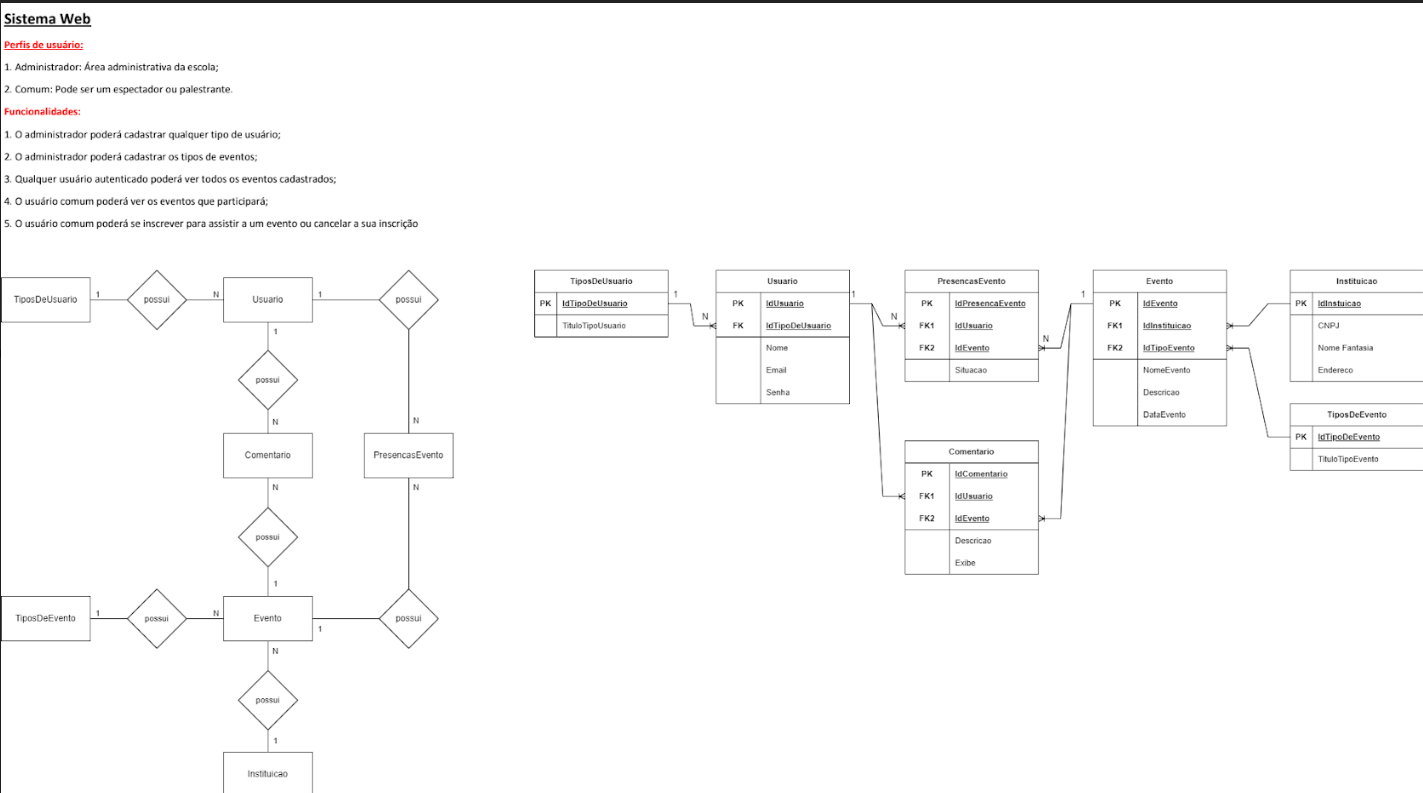 Sistema Web
Perfis de usuário:
1. Administrador: Área administrativa da escola;
2. Comum: Pode ser um espectador ou palestrante.
Funcionalidades:
1. O administrador poderá cadastrar qualquer tipo de usuário;
2. O administrador poderá cadastrar os tipos de eventos;
3. Qualquer usuário autenticado poderá ver todos os eventos cadastrados;
4. O usuário comum poderá ver os eventos que participará;
5. O usuário comum poderá se inscrever para assistir a um evento ou cancelar a sua inscrição
TiposDeUsuario
1
possui
N
Usuario
1
possui
1
possui
N
N
Comentario
PresencasEvento
N
N
possui
1
TiposDeEvento
1
possui
N
Evento
1
possui
N
possui
1
Instituicao
TiposDeUsuario
PK IdTipoDeUsuario
TituloTipoUsuario
1
N
Usuario
PK IdUsuario
FK IdTipoDeUsuario
Nome
Email
Senha
1
N
PresencasEvento
PK IdPresencaEvento
FK1 IdUsuario
FK2 IdEvento
Situacao
N
1
Comentario
PK IdComentario
FK1 IdUsuario
FK2 IdEvento
Descricao
Exibe
Evento
PK IdEvento
FK1 IdInstituicao
FK2 IdTipoEvento
NomeEvento
Descricao
DataEvento
Instituicao
PK IdInstuicao
CNPJ
Nome Fantasia
Endereco
TiposDeEvento
PK IdTipoDeEvento
TituloTipoEvento